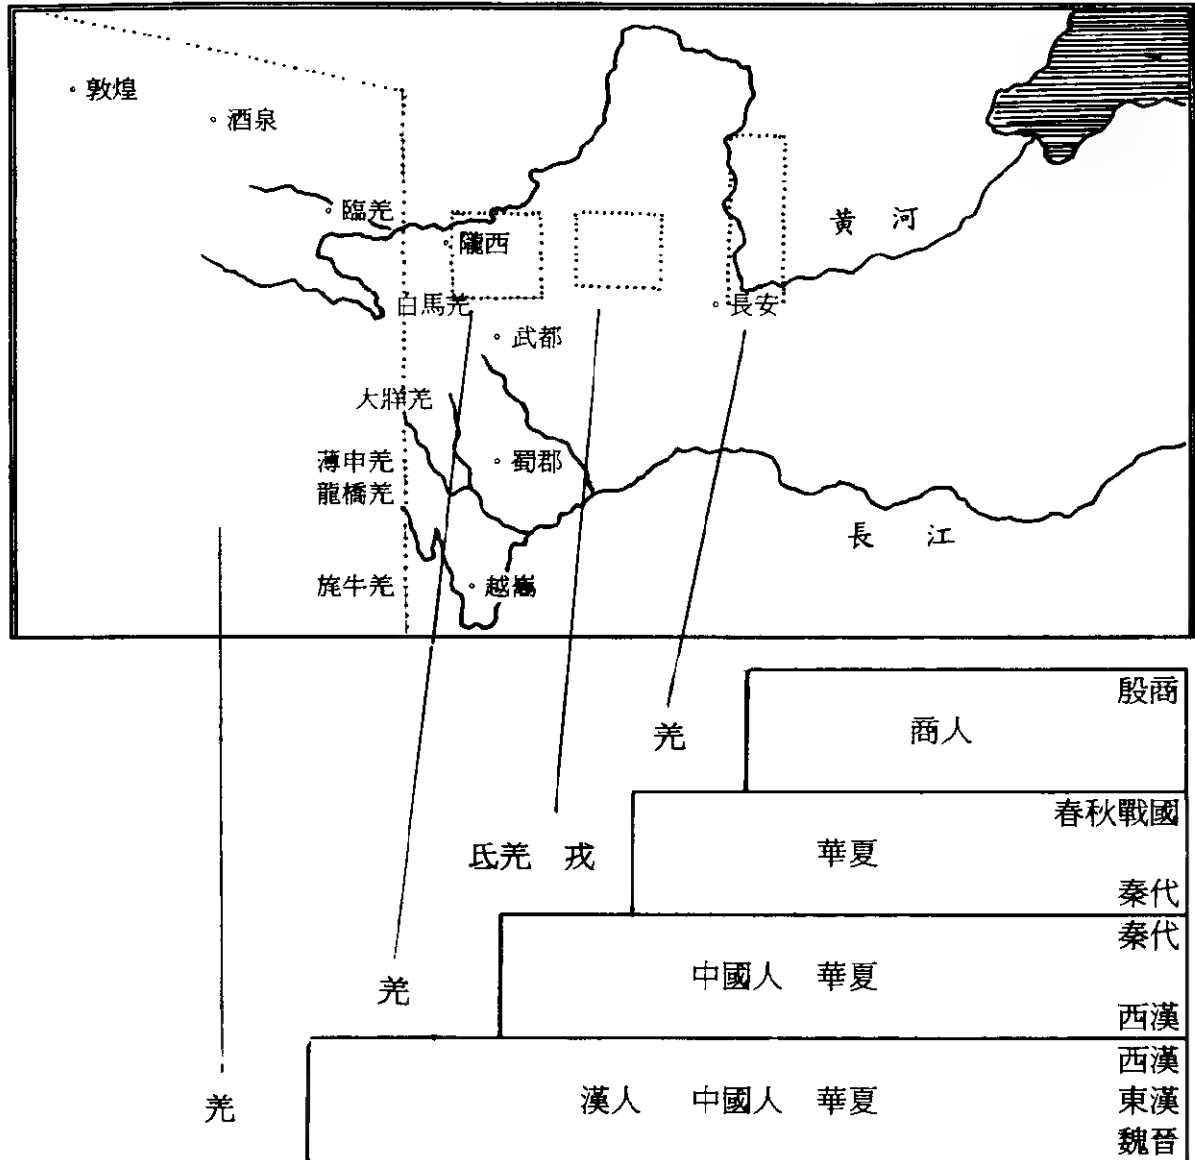 敦煌
酒泉
臨羌
隴西
黃河
白馬羌
長安
武都
大牂羌
薄申羌
蜀郡
龍橋羌
長江
旄牛羌
越嶲
殷商
羌
商人
春秋戰國
氐羌 戎
華夏
秦代
秦代
羌
中國人 華夏
西漢
西漢
羌
漢人 中國人 華夏
東漢
魏晉